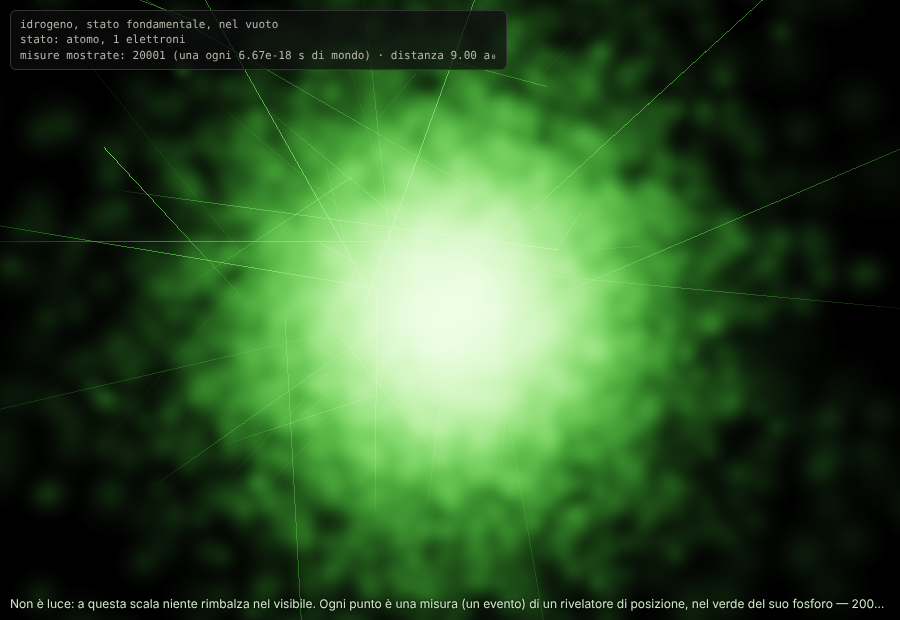 idrogeno, stato fondamentale, nel vuoto
stato: atomo, 1 elettroni
misure mostrate: 20001 (una ogni 6.67e-18 s di mondo) · distanza 9.00 a₀
Non è luce: a questa scala niente rimbalza nel visibile. Ogni punto è una misura (un evento) di un rivelatore di posizione, nel verde del suo fosforo — 200…